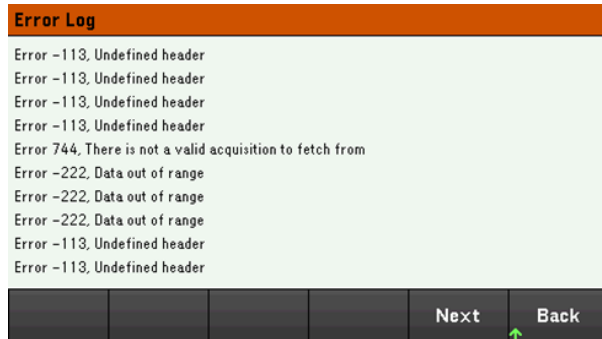 Error Log
Error -113, Undefined header
Error -113, Undefined header
Error -113, Undefined header
Error -113, Undefined header
Error 744, There is not a valid acquisition to fetch from
Error -222, Data out of range
Error -222, Data out of range
Error -222, Data out of range
Error -113, Undefined header
Error -113, Undefined header
Next Back